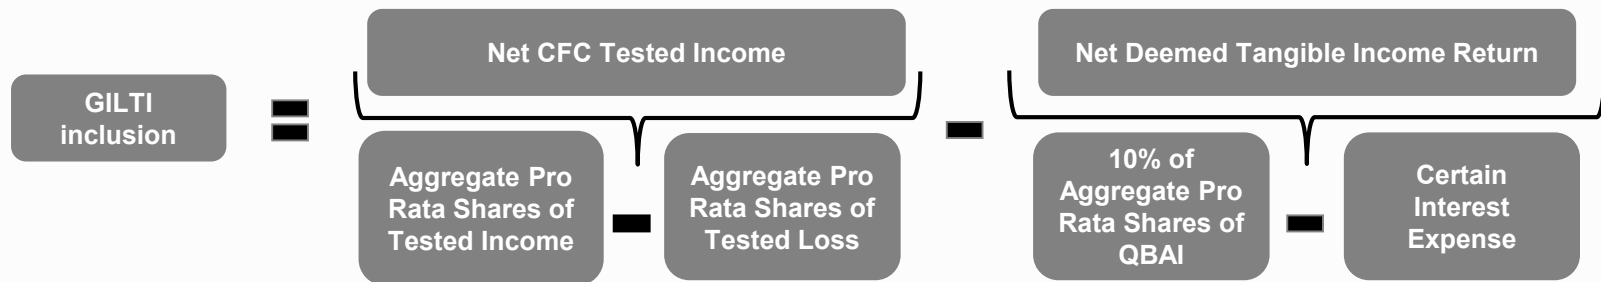 GILTI
inclusion
Net CFC Tested Income
Aggregate Pro
Rata Shares of
Tested Income
Aggregate Pro
Rata Shares of
Tested Loss
Net Deemed Tangible Income Return
10% of
Aggregate Pro
Rata Shares of
QBAI
Certain
Interest
Expense